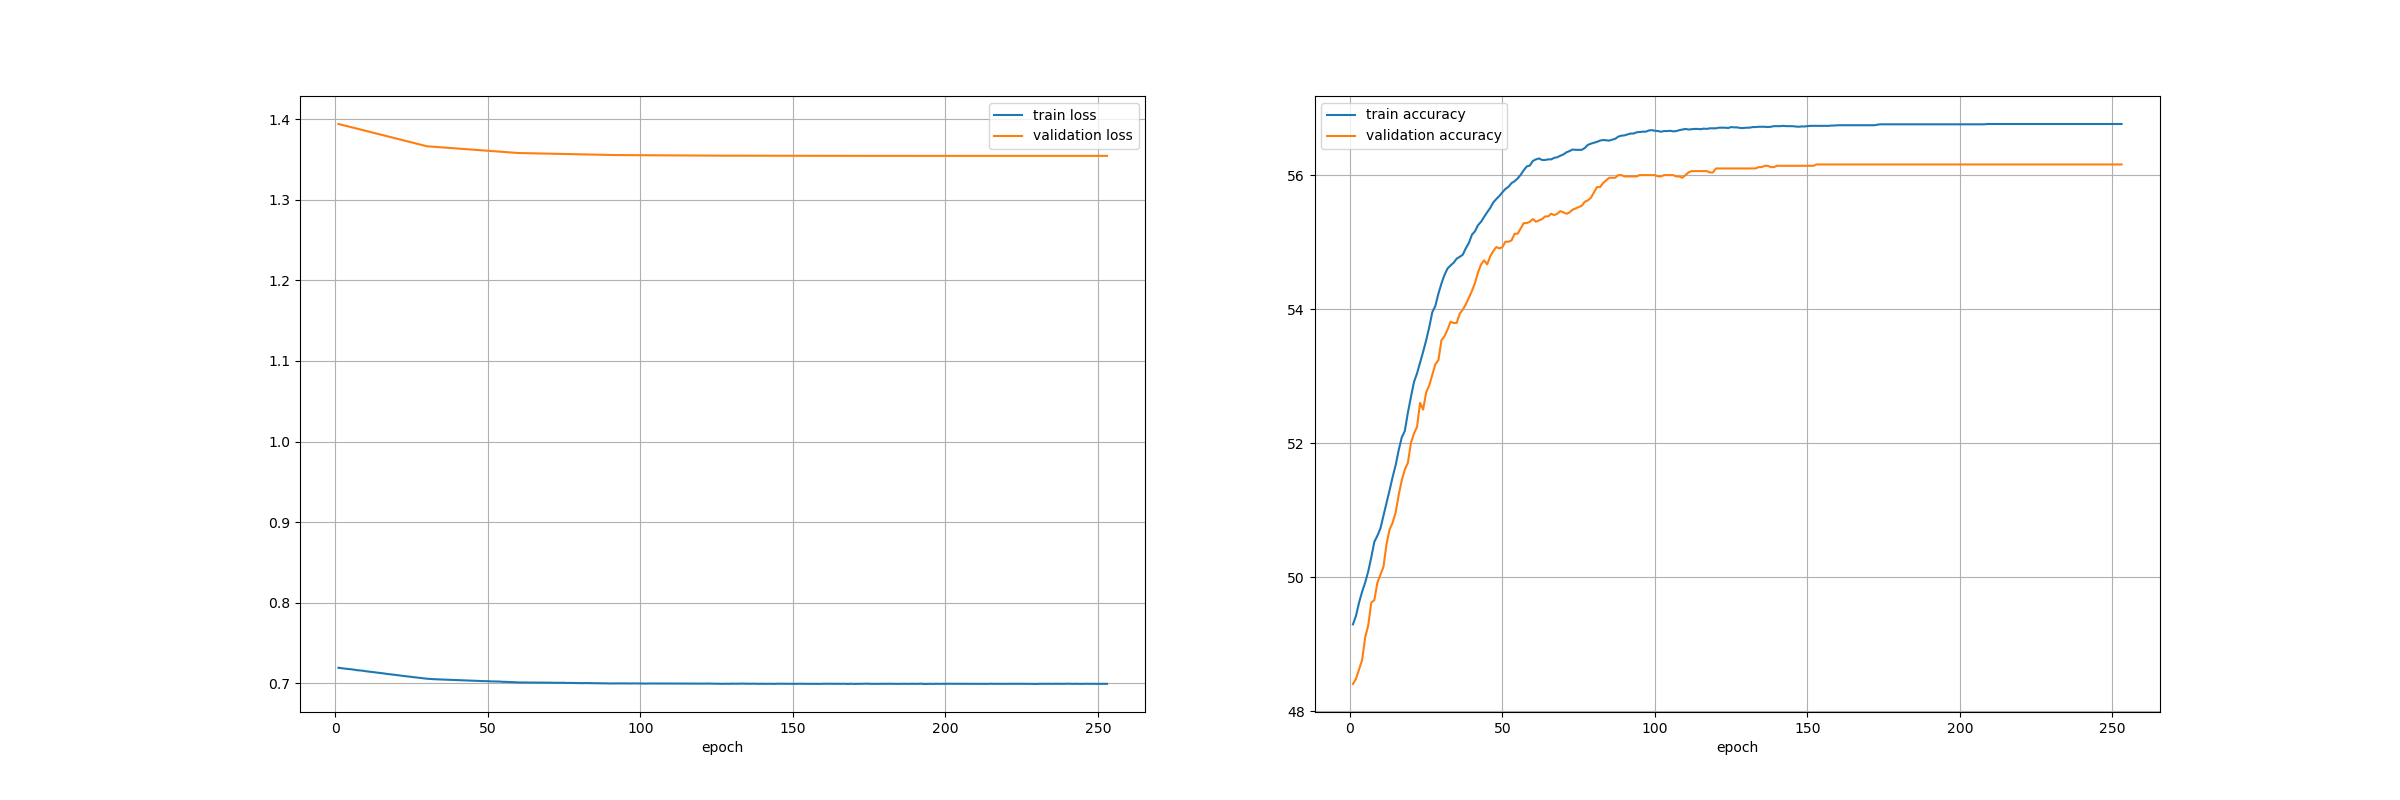 1.4
1.3
1.2
1.1
1.0
0.9
0.8
0.7
0 50 100 150 200 250
epoch
train loss
validation loss
56
54
52
50
48
0 50 100 150 200 250
epoch
train accuracy
validation accuracy